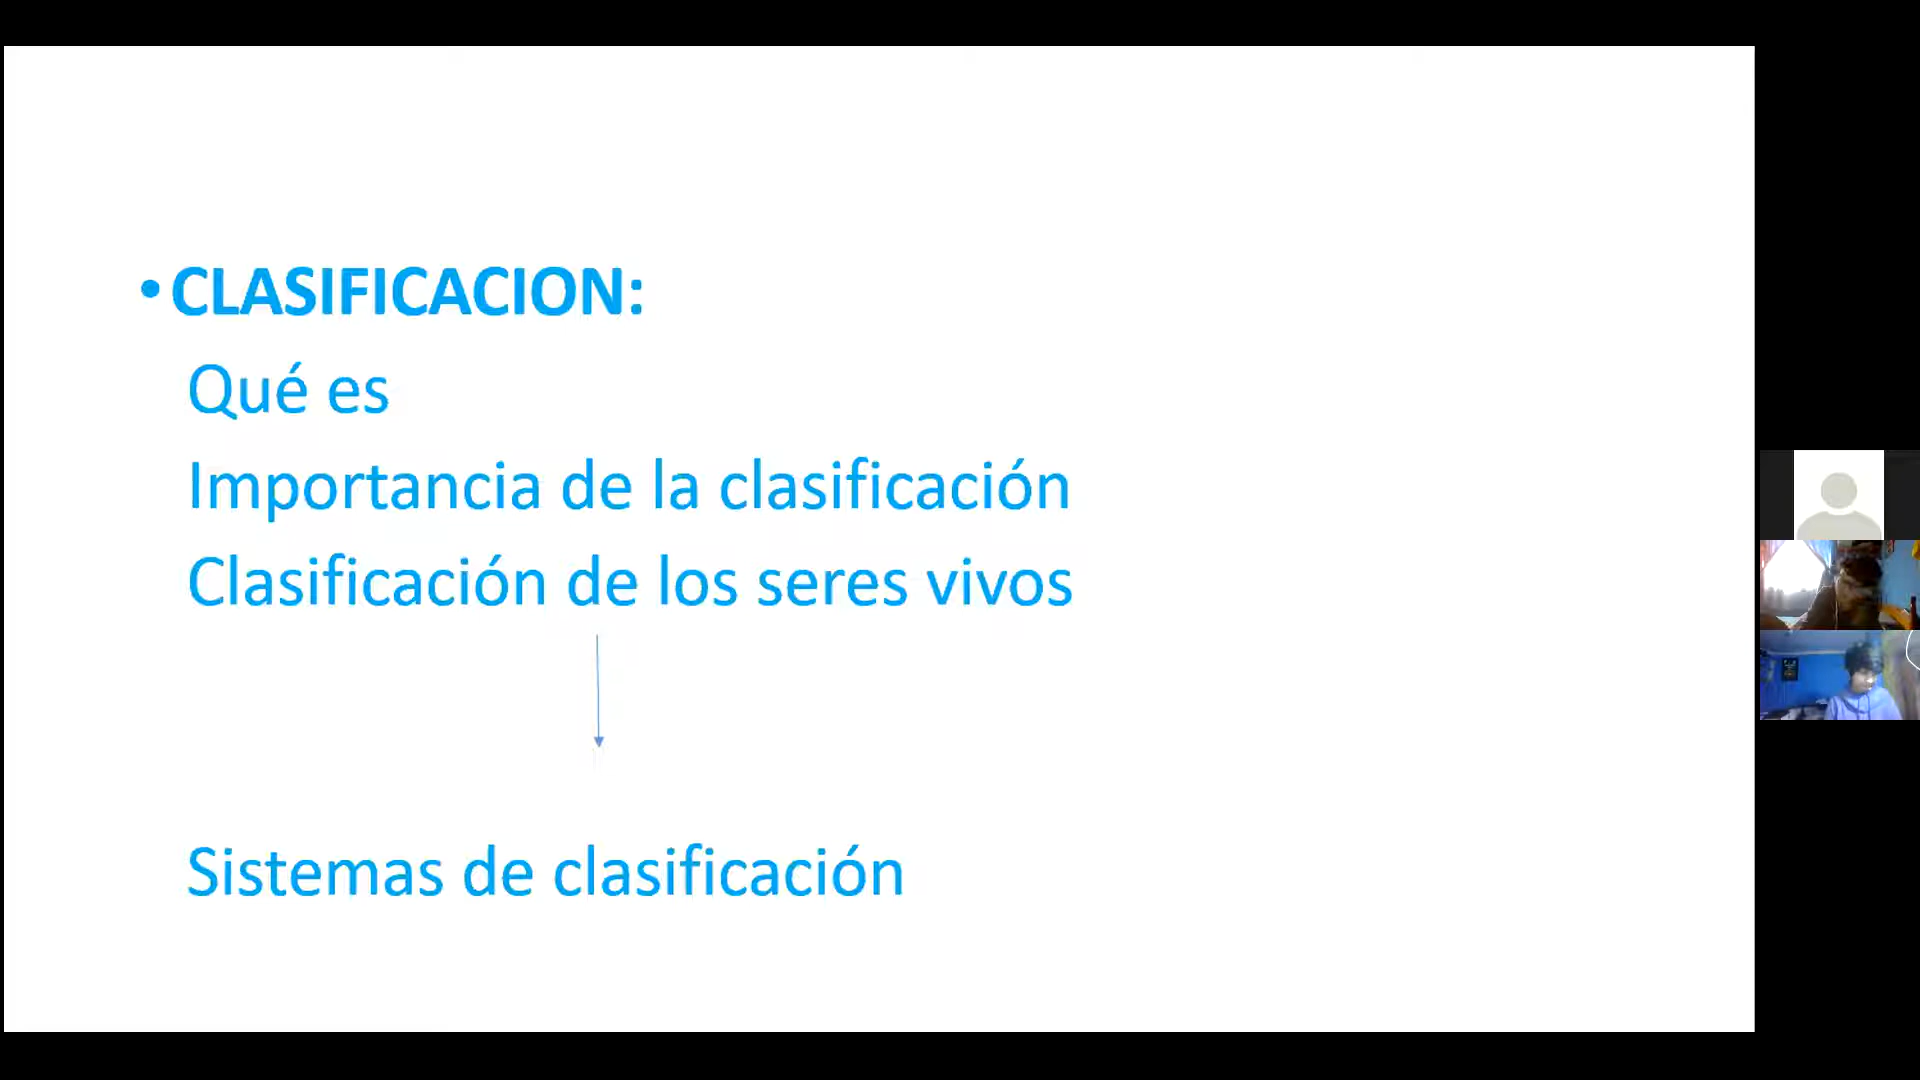 • CLASIFICACION:
Qué es
Importancia de la clasificación
Clasificación de los seres vivos
Sistemas de clasificación